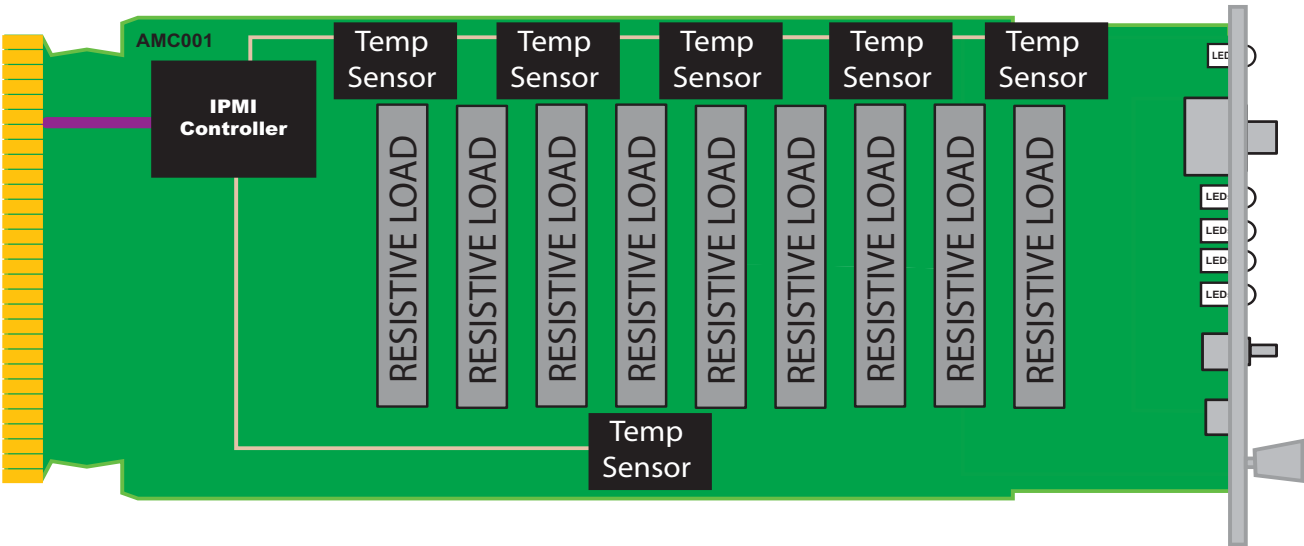 AMC001
Temp
Sensor
Temp
Sensor
Temp
Sensor
Temp
Sensor
Temp
Sensor
IPMI
Controller
RESISTIVE LOAD
RESISTIVE LOAD
RESISTIVE LOAD
RESISTIVE LOAD
RESISTIVE LOAD
RESISTIVE LOAD
RESISTIVE LOAD
RESISTIVE LOAD
RESISTIVE LOAD
LED
LED
LED
LED
LED
Temp
Sensor